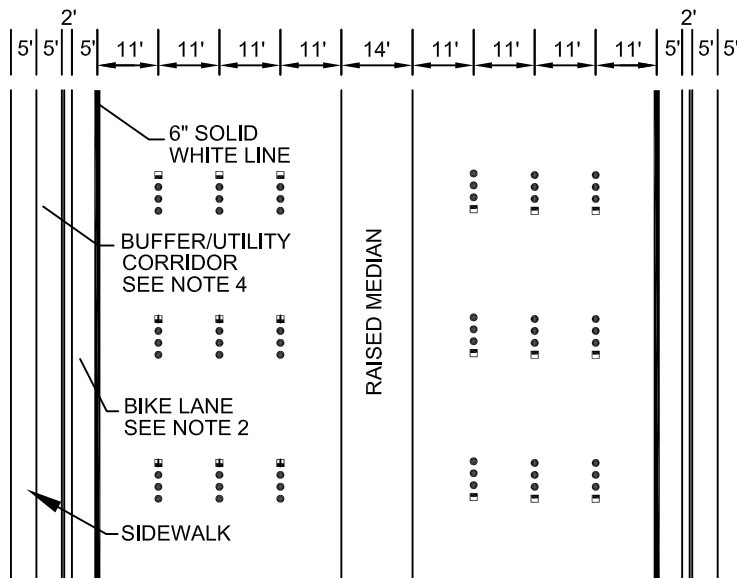 2' 2'
5' 5' 5' 11' 11' 11' 11' 14' 11' 11' 11' 11' 5' 5' 5'
6" SOLID
WHITE LINE
BUFFER/UTILITY
CORRIDOR
SEE NOTE 4
RAISED MEDIAN
BIKE LANE
SEE NOTE 2
SIDEWALK